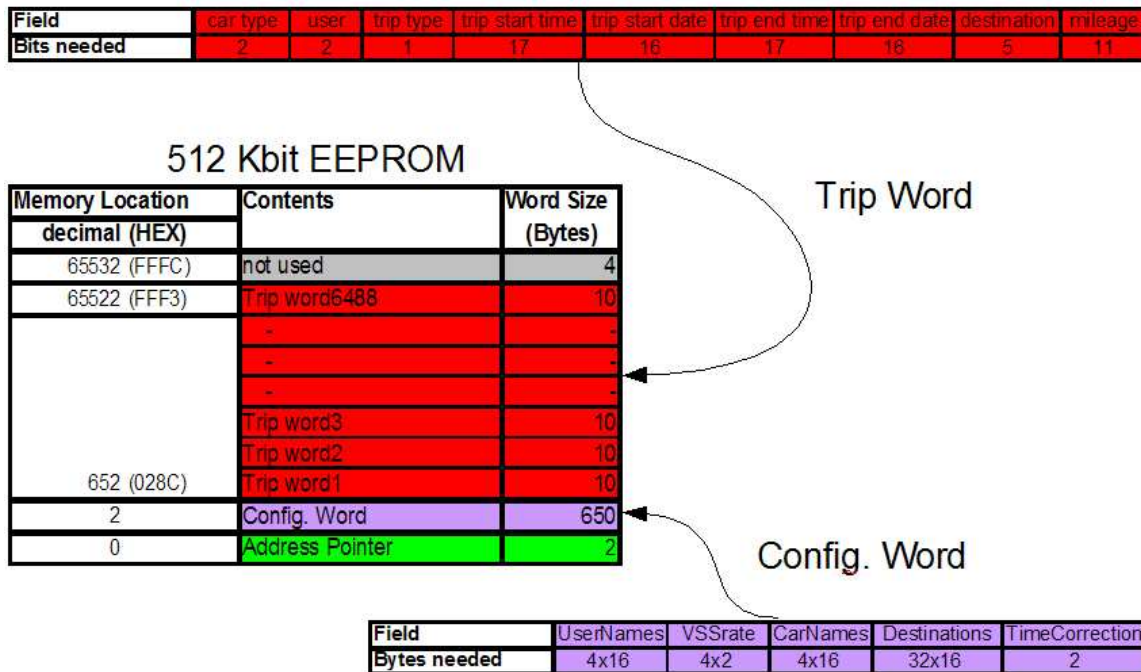 Field car type user trip type trip start time trip start date trip end time trip end date destination mileage
Bits needed 2 2 1 17 16 17 16 5 11
512 Kbit EEPROM
Trip Word
Memory Location Contents Word Size
decimal (HEX) (Bytes)
65532 (FFFC) not used 4
65522 (FFF3) Trip word6488 10
- -
- -
- -
Trip word3 10
Trip word2 10
652 (028C) Trip word1 10
2 Config. Word 650
0 Address Pointer 2
Config. Word
Field UserNames VSSrate CarNames Destinations TimeCorrection
Bytes needed 4x16 4x2 4x16 32x16 2